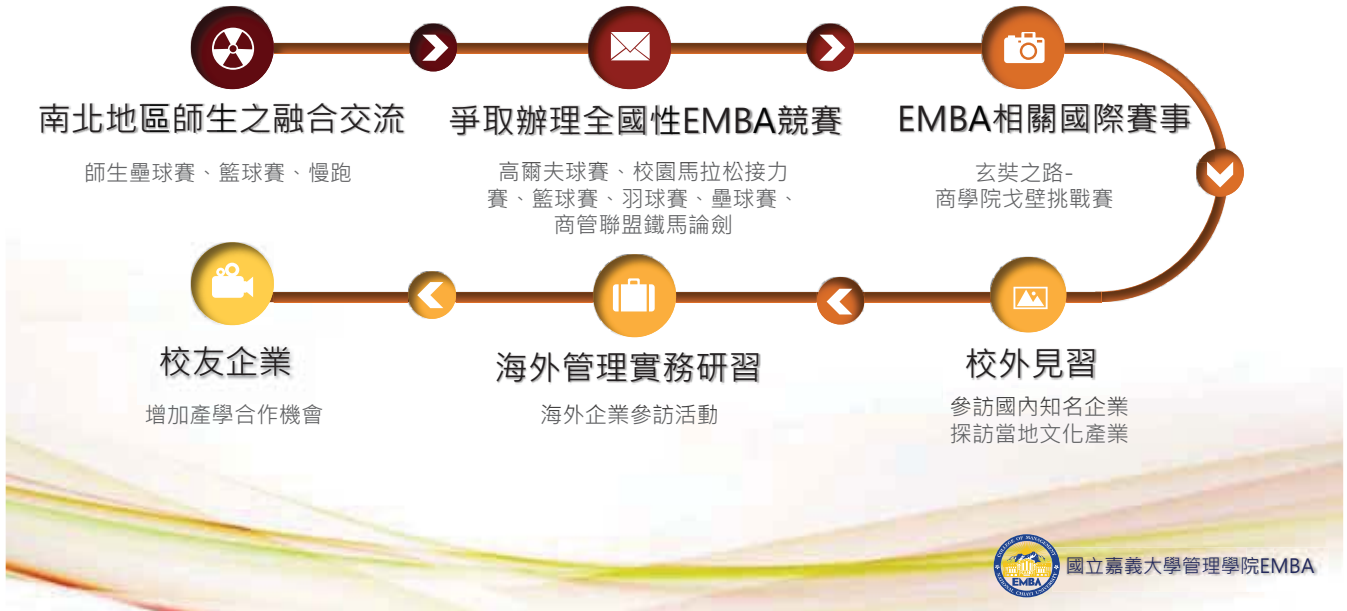 南北地區師生之融合交流
師生壘球賽、籃球賽、慢跑
爭取辦理全國性EMBA競賽
高爾夫球賽、校園馬拉松接力
賽、籃球賽、羽球賽、壘球賽、
商管聯盟鐵馬論劍
EMBA相關國際賽事
玄奘之路-
商學院戈壁挑戰賽
校外見習
參訪國內知名企業
探訪當地文化產業
海外管理實務研習
海外企業參訪活動
校友企業
增加產學合作機會
COLLEGE OF MANAGEMENT
EMBA
NATIONAL CHIAYI UNIVERSITY
國立嘉義大學管理學院EMBA